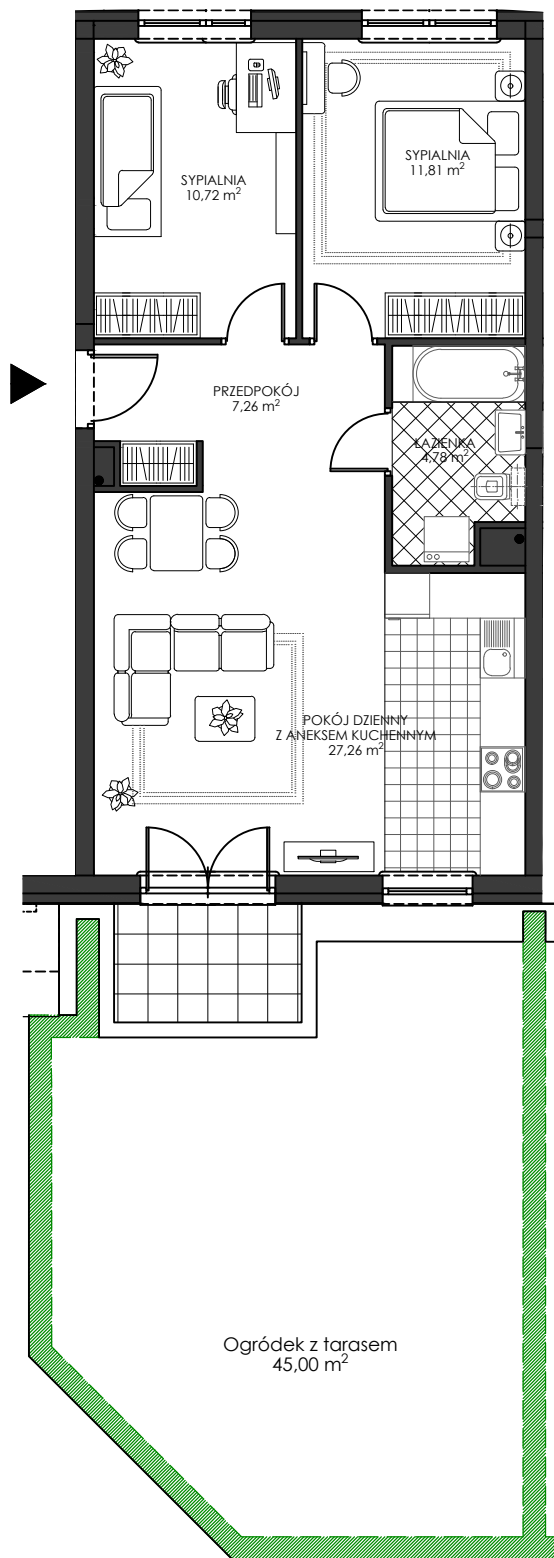 SYPIALNIA
10,72 m²
SYPIALNIA
11,81 m²
PRZEDPOKÓJ
7,26 m²
ŁAZIENKA
4,78 m²
POKÓJ DZIENNY
Z ANEKSEM KUCHENNYM
27,26 m²
Ogródek z tarasem
45,00 m²